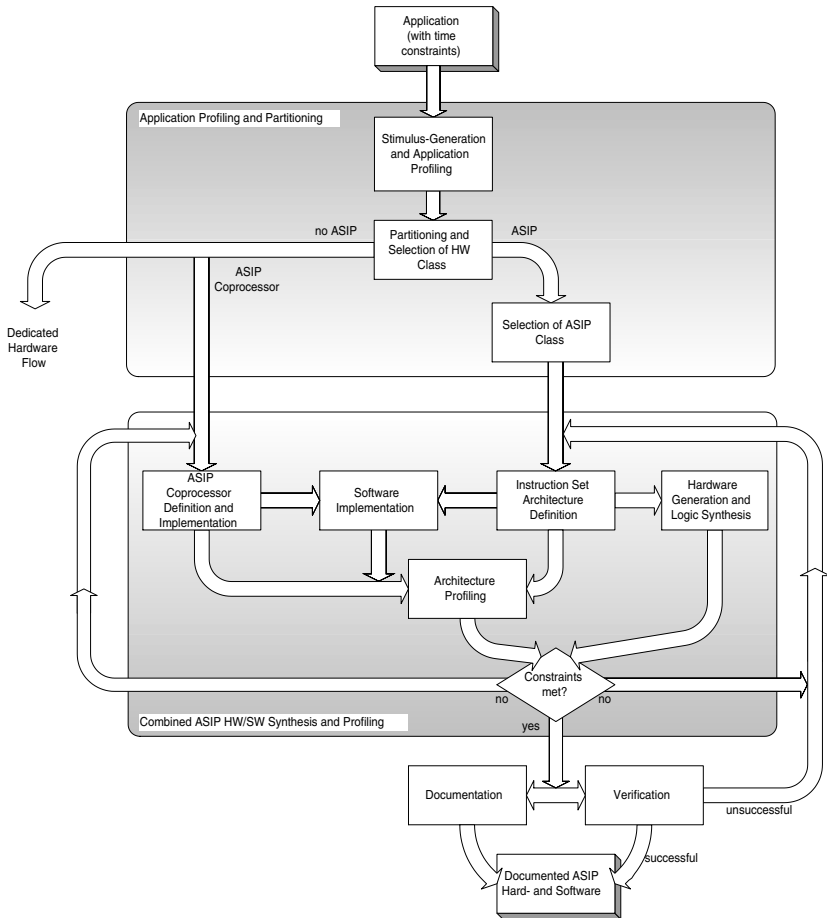 Application
(with time
constraints)
Application Profiling and Partitioning
Stimulus-Generation
and Application
Profiling
no ASIP
Partitioning and
Selection of HW
Class
ASIP
ASIP
Coprocessor
Dedicated
Hardware
Flow
Selection of ASIP
Class
ASIP
Coprocessor
Definition and
Implementation
Software
Implementation
Instruction Set
Architecture
Definition
Hardware
Generation and
Logic Synthesis
Architecture
Profiling
Constraints
met?
no
no
yes
Combined ASIP HW/SW Synthesis and Profiling
Documentation
Verification
unsuccessful
successful
Documented ASIP
Hard- and Software